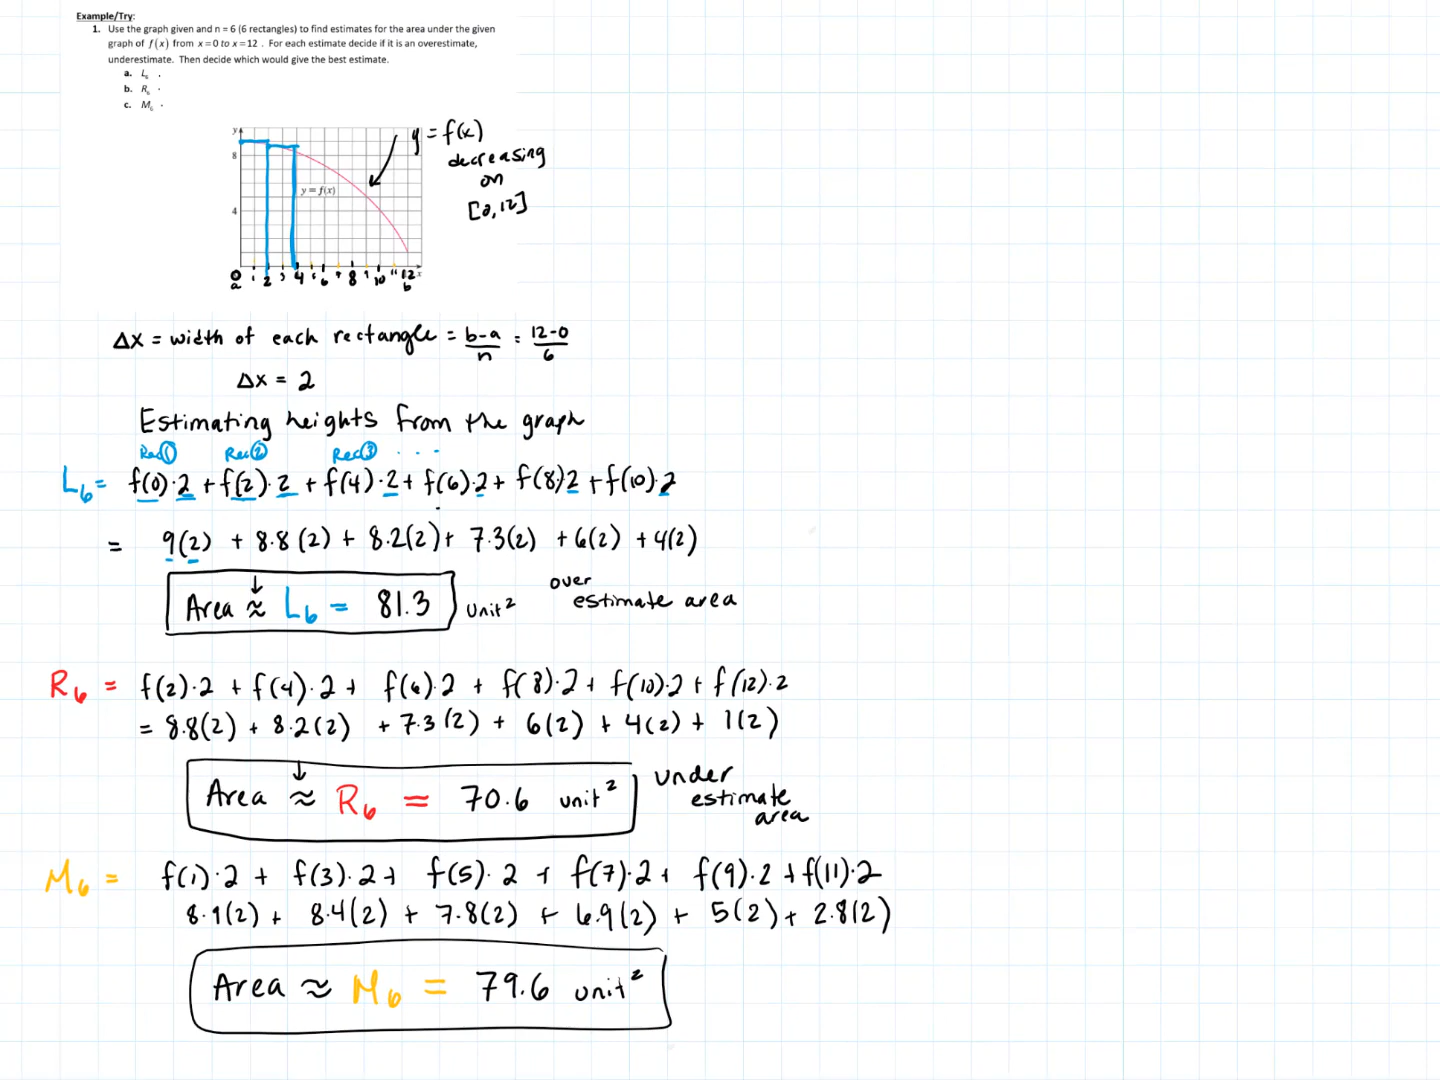 Example/Try:
1. Use the graph given and n = 6 (6 rectangles) to find estimates for the area under the given
graph of f(x) from x=0 to x=12 . For each estimate decide if it is an overestimate,
underestimate. Then decide which would give the best estimate.
a. L₆ .
b. R₆ .
c. M₆ .
y
8
4
y = f(x)
x
0 1 2 3 4 5 6 7 8 9 10 11 12
a b
y = f(x)
decreasing
on
[0,12]
Δx = width of each rectangle = b-a/n = 12-0/6
Δx = 2
Estimating heights from the graph
Rec① Rec② Rec③ ....
L₆ = f(0)·2 + f(2)·2 + f(4)·2 + f(6)·2 + f(8)·2 + f(10)·2
= 9(2) + 8.8(2) + 8.2(2) + 7.3(2) + 6(2) + 4(2)
↓
Area ≈ L₆ = 81.3 Unit²
over
estimate area
R₆ = f(2)·2 + f(4)·2 + f(6)·2 + f(8)·2 + f(10)·2 + f(12)·2
= 8.8(2) + 8.2(2) + 7.3(2) + 6(2) + 4(2) + 1(2)
↓
Area ≈ R₆ = 70.6 unit²
under
estimate
area
M₆ = f(1)·2 + f(3)·2 + f(5)·2 + f(7)·2 + f(9)·2 + f(11)·2
8.9(2) + 8.4(2) + 7.8(2) + 6.9(2) + 5(2) + 2.8(2)
Area ≈ M₆ = 79.6 unit²